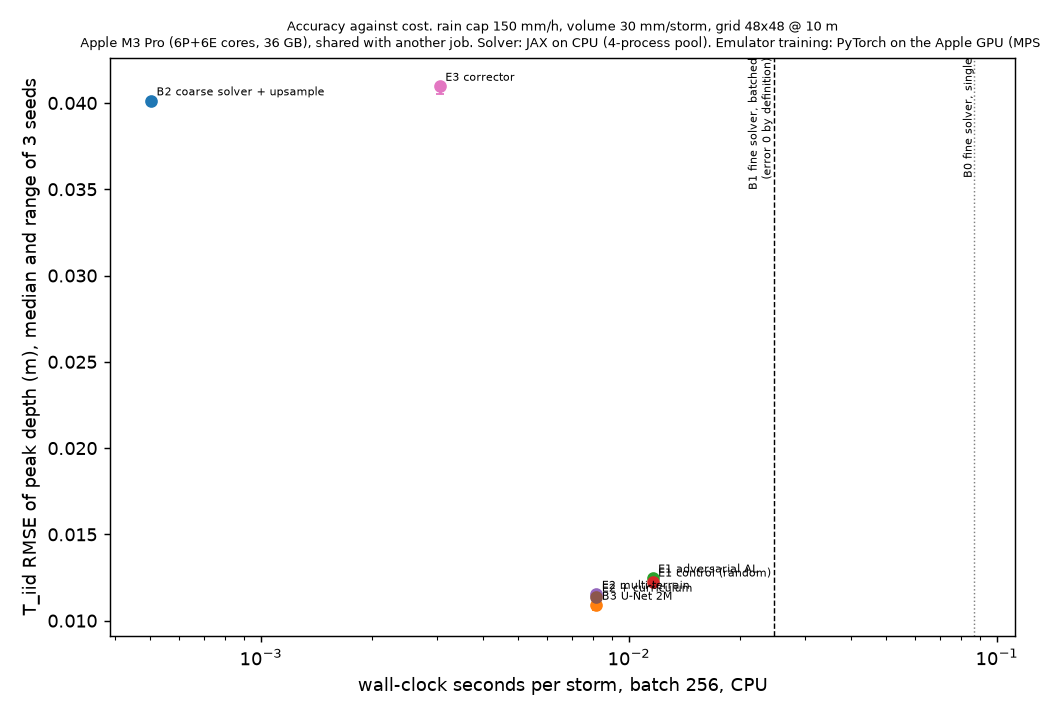 Accuracy against cost. rain cap 150 mm/h, volume 30 mm/storm, grid 48x48 @ 10 m
Apple M3 Pro (6P+6E cores, 36 GB), shared with another job. Solver: JAX on CPU (4-process pool). Emulator training: PyTorch on the Apple GPU (MPS
T_iid RMSE of peak depth (m), median and range of 3 seeds
0.040
0.035
0.030
0.025
0.020
0.015
0.010
B2 coarse solver + upsample
E3 corrector
B1 fine solver, batched
(error 0 by definition)
B0 fine solver, single
E1 adversarial AL
E1 control (random)
E2 multi-terrain
E2 + curriculum
B3 U-Net 2M
10⁻³
10⁻²
10⁻¹
wall-clock seconds per storm, batch 256, CPU